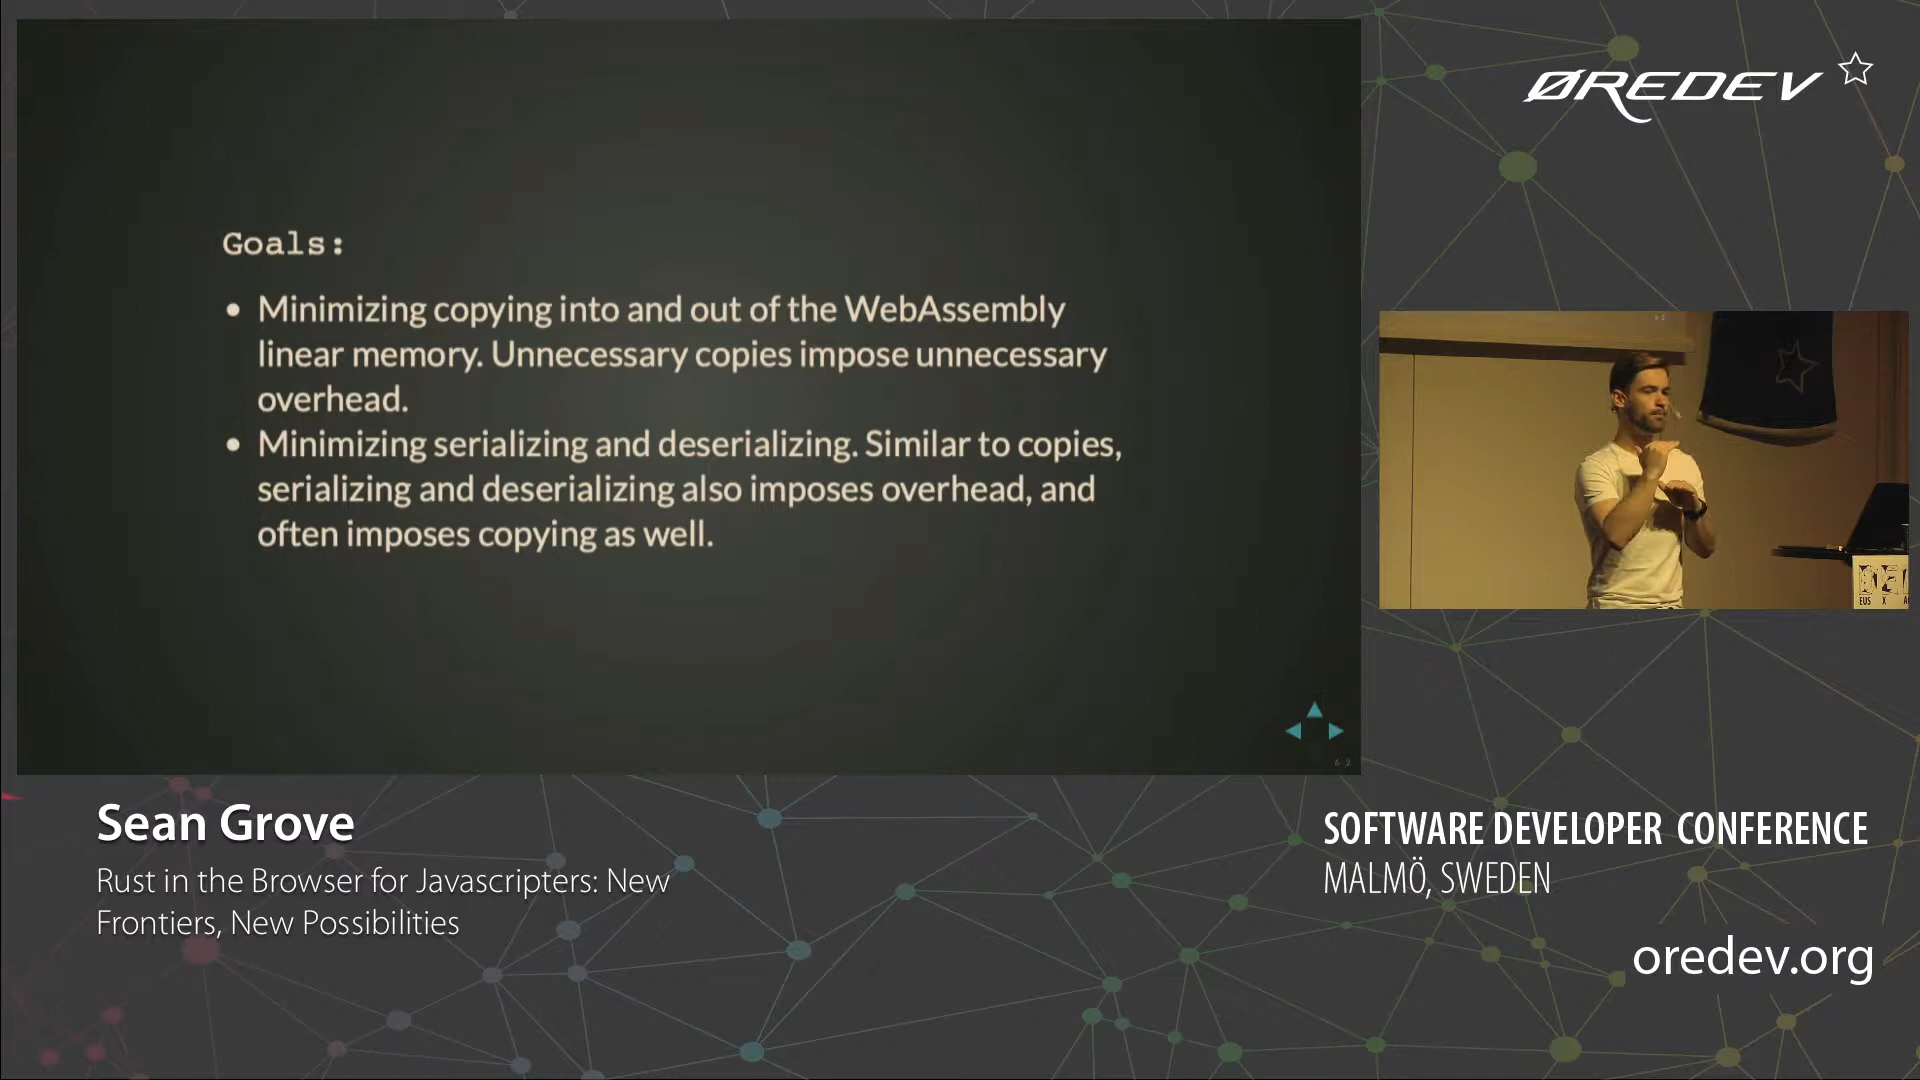 ØREDEV
Goals:
• Minimizing copying into and out of the WebAssembly
linear memory. Unnecessary copies impose unnecessary
overhead.
• Minimizing serializing and deserializing. Similar to copies,
serializing and deserializing also imposes overhead, and
often imposes copying as well.
Sean Grove
Rust in the Browser for Javascripters: New
Frontiers, New Possibilities
SOFTWARE DEVELOPER CONFERENCE
MALMÖ, SWEDEN
oredev.org